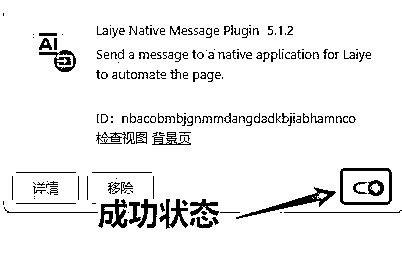 AI
Laiye Native Message Plugin 5.1.2
Send a message to a native application for Laiye
to automate the page.
ID：nbacobmbjgnmmdangdadkbjiabhamnco
检查视图 背景页
详情 移除
成功状态